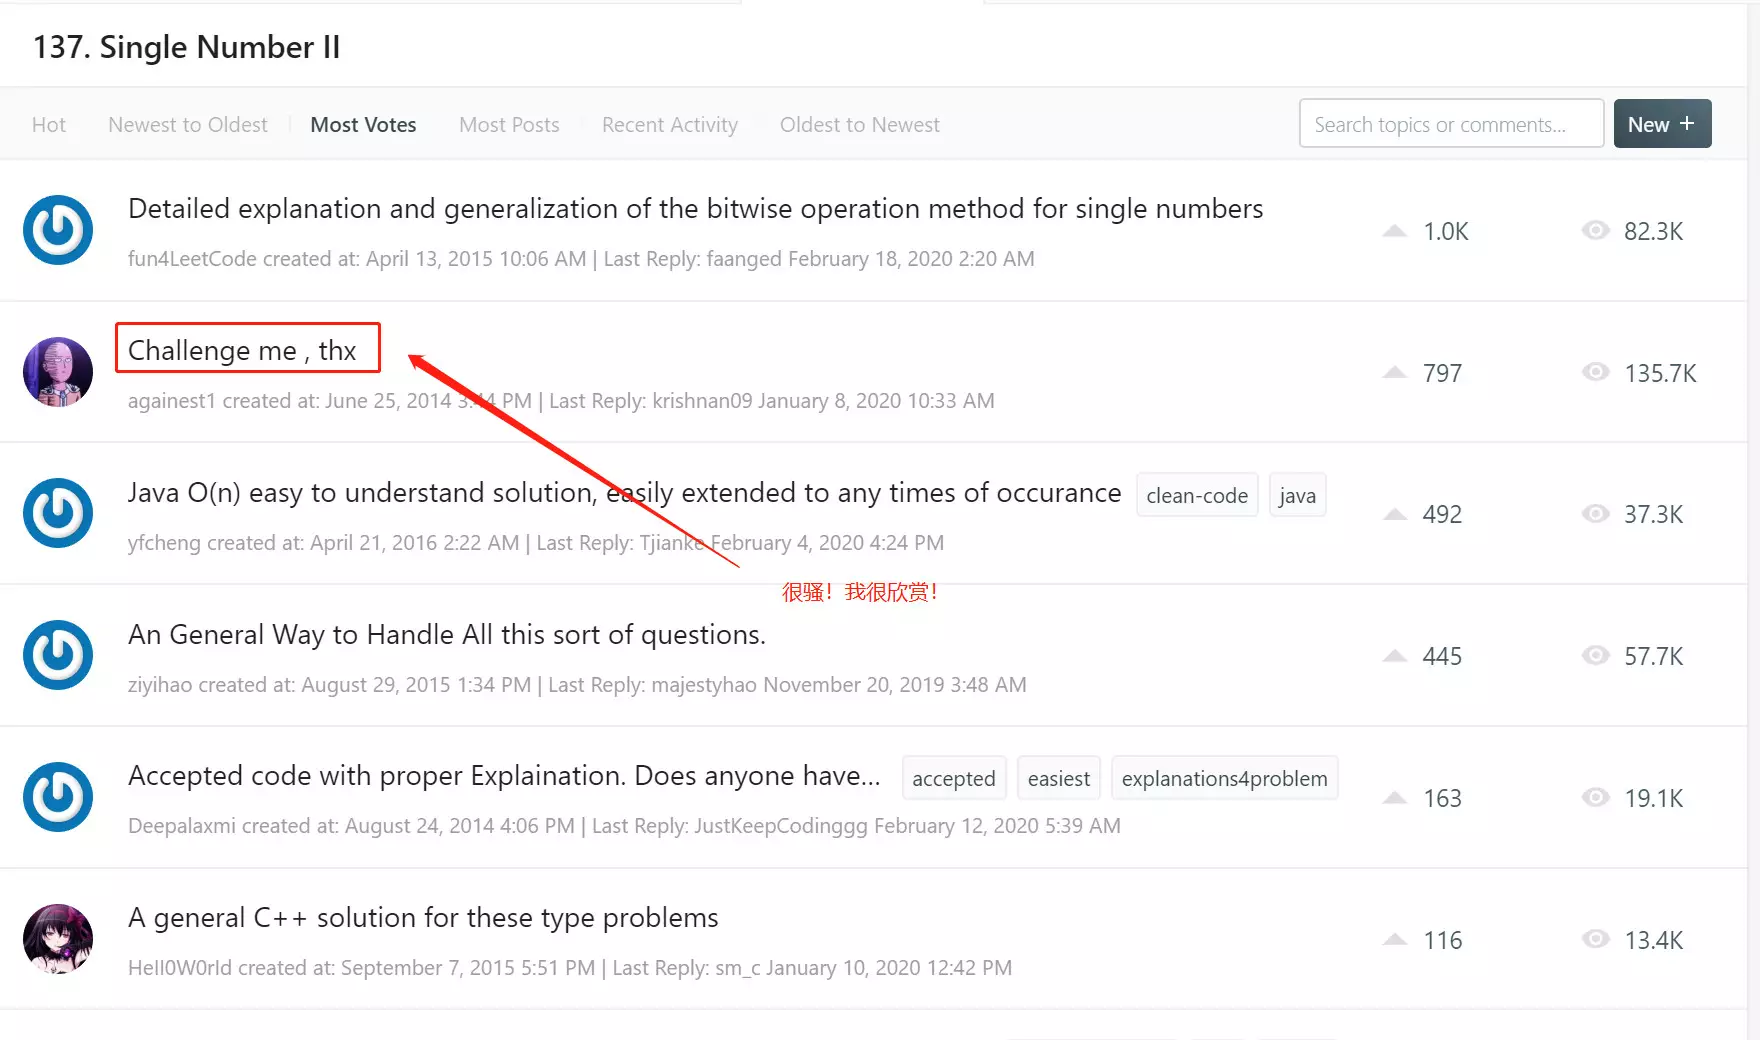 137. Single Number II
Hot Newest to Oldest Most Votes Most Posts Recent Activity Oldest to Newest Search topics or comments... New +
Detailed explanation and generalization of the bitwise operation method for single numbers
1.0K 82.3K
fun4LeetCode created at: April 13, 2015 10:06 AM | Last Reply: faanged February 18, 2020 2:20 AM
Challenge me , thx
797 135.7K
againest1 created at: June 25, 2014 3:44 PM | Last Reply: krishnan09 January 8, 2020 10:33 AM
Java O(n) easy to understand solution, easily extended to any times of occurance clean-code java
492 37.3K
yfcheng created at: April 21, 2016 2:22 AM | Last Reply: Tjianke February 4, 2020 4:24 PM
很骚！我很欣赏！
An General Way to Handle All this sort of questions.
445 57.7K
ziyihao created at: August 29, 2015 1:34 PM | Last Reply: majestyhao November 20, 2019 3:48 AM
Accepted code with proper Explaination. Does anyone have... accepted easiest explanations4problem
163 19.1K
Deepalaxmi created at: August 24, 2014 4:06 PM | Last Reply: JustKeepCodinggg February 12, 2020 5:39 AM
A general C++ solution for these type problems
116 13.4K
Hell0W0rld created at: September 7, 2015 5:51 PM | Last Reply: sm_c January 10, 2020 12:42 PM